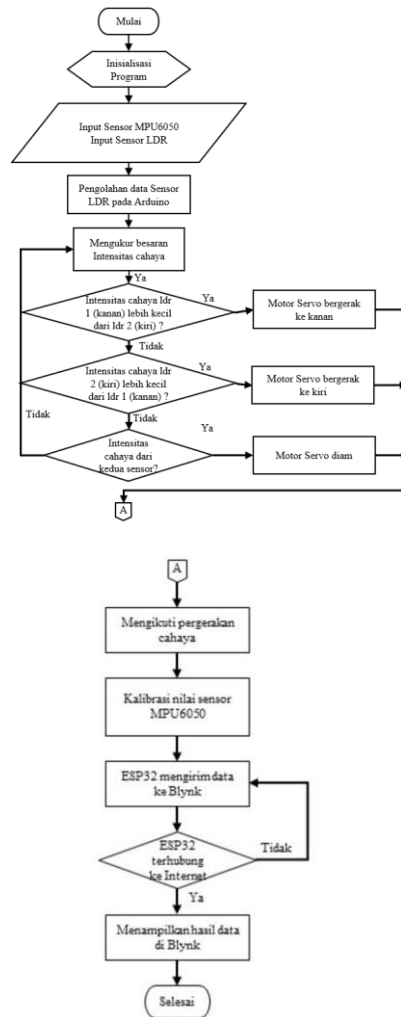 Mulai
Inisialisasi
Program
Input Sensor MPU6050
Input Sensor LDR
Pengolahan data Sensor
LDR pada Arduino
Mengukur besaran
Intensitas cahaya
Ya
Intensitas cahaya ldr
1 (kanan) lebih kecil
dari ldr 2 (kiri) ?
Ya
Motor Servo bergerak
ke kanan
Tidak
Intensitas cahaya ldr
2 (kiri) lebih kecil
dari ldr 1 (kanan) ?
Ya
Motor Servo bergerak
ke kiri
Tidak
Tidak
Intensitas
cahaya dari
kedua sensor?
Ya
Motor Servo diam
A
A
Mengikuti pergerakan
cahaya
Kalibrasi nilai sensor
MPU6050
ESP32 mengirim data
ke Blynk
ESP32
terhubung
ke Internet
Tidak
Ya
Menampilkan hasil data
di Blynk
Selesai